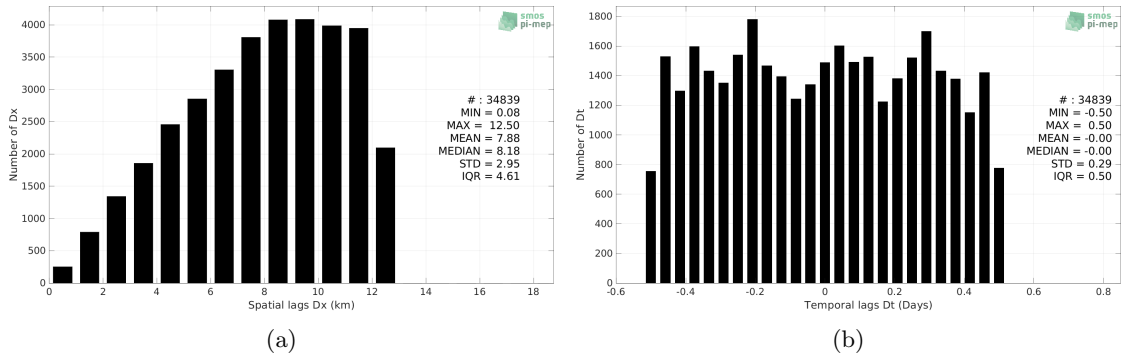 smos
pi-mep
4000
3500
3000
2500
2000
1500
1000
500
0
Number of Dx
# : 34839
MIN = 0.08
MAX = 12.50
MEAN = 7.88
MEDIAN = 8.18
STD = 2.95
IQR = 4.61
0 2 4 6 8 10 12 14 16 18
Spatial lags Dx (km)
(a)
smos
pi-mep
1800
1600
1400
1200
1000
800
600
400
200
0
Number of Dt
# : 34839
MIN = -0.50
MAX = 0.50
MEAN = -0.00
MEDIAN = -0.00
STD = 0.29
IQR = 0.50
-0.6 -0.4 -0.2 0 0.2 0.4 0.6 0.8
Temporal lags Dt (Days)
(b)